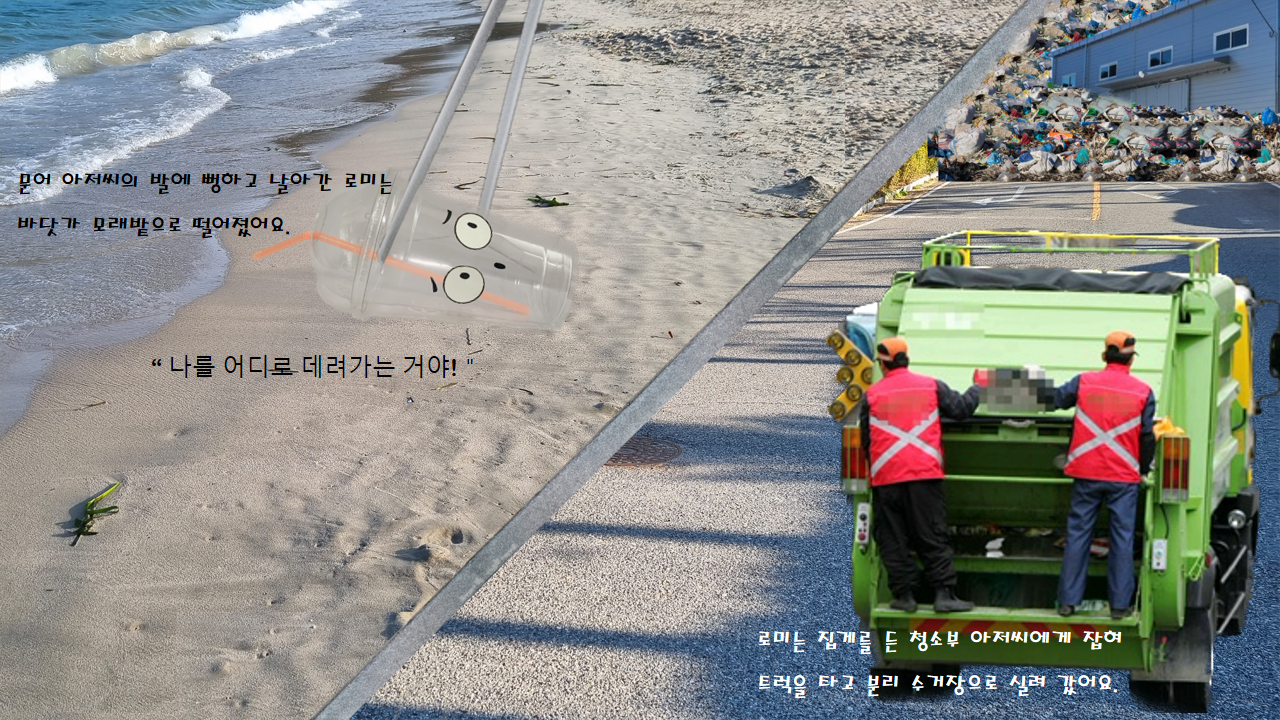 문어 아저씨의 발에 뻥하고 날아간 로미는
바닷가 모래밭으로 떨어졌어요.
“ 나를 어디로 데려가는 거야! "
로미는 집게를 든 청소부 아저씨에게 잡혀
트럭을 타고 분리 수거장으로 실려 갔어요.